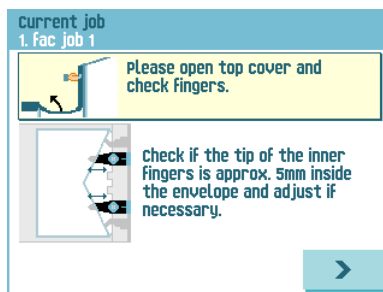 Current job
1. Fac job 1
Please open top cover and
check fingers.
Check if the tip of the inner
fingers is approx. 5mm inside
the envelope and adjust if
necessary.